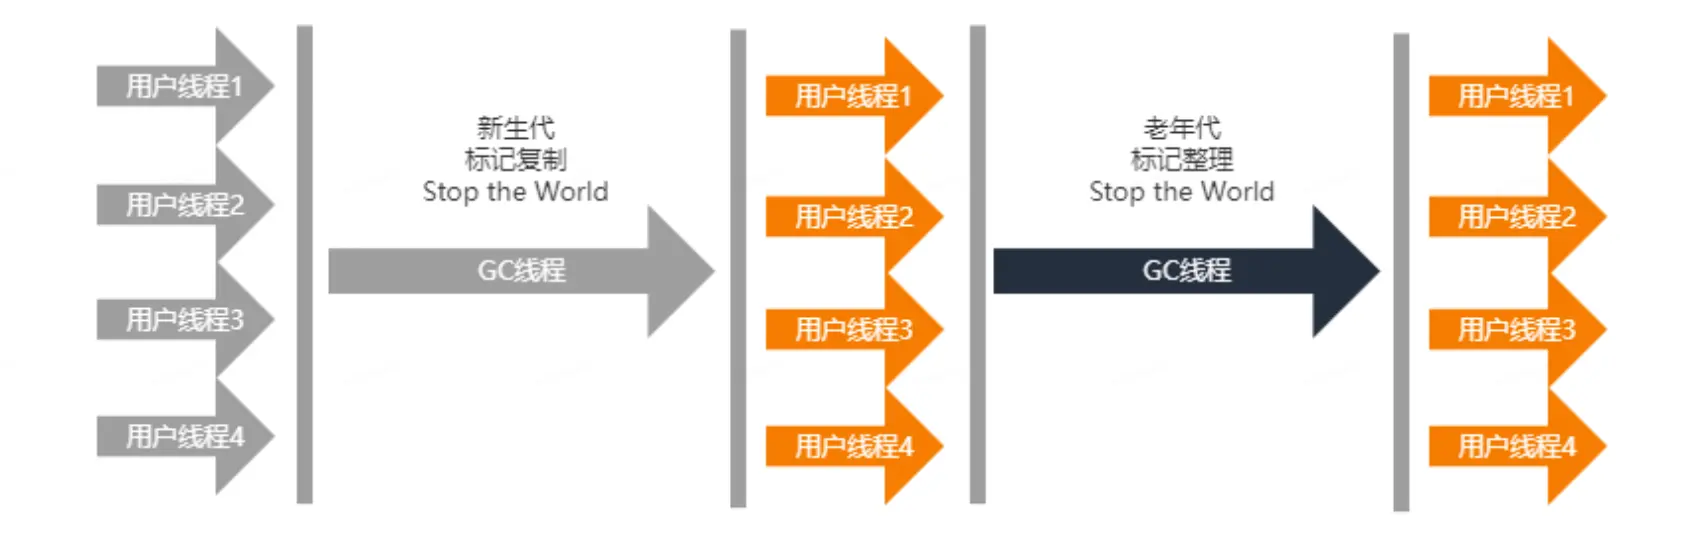 用户线程1
用户线程2
用户线程3
用户线程4
新生代
标记复制
Stop the World
GC线程
用户线程1
用户线程2
用户线程3
用户线程4
老年代
标记整理
Stop the World
GC线程
用户线程1
用户线程2
用户线程3
用户线程4